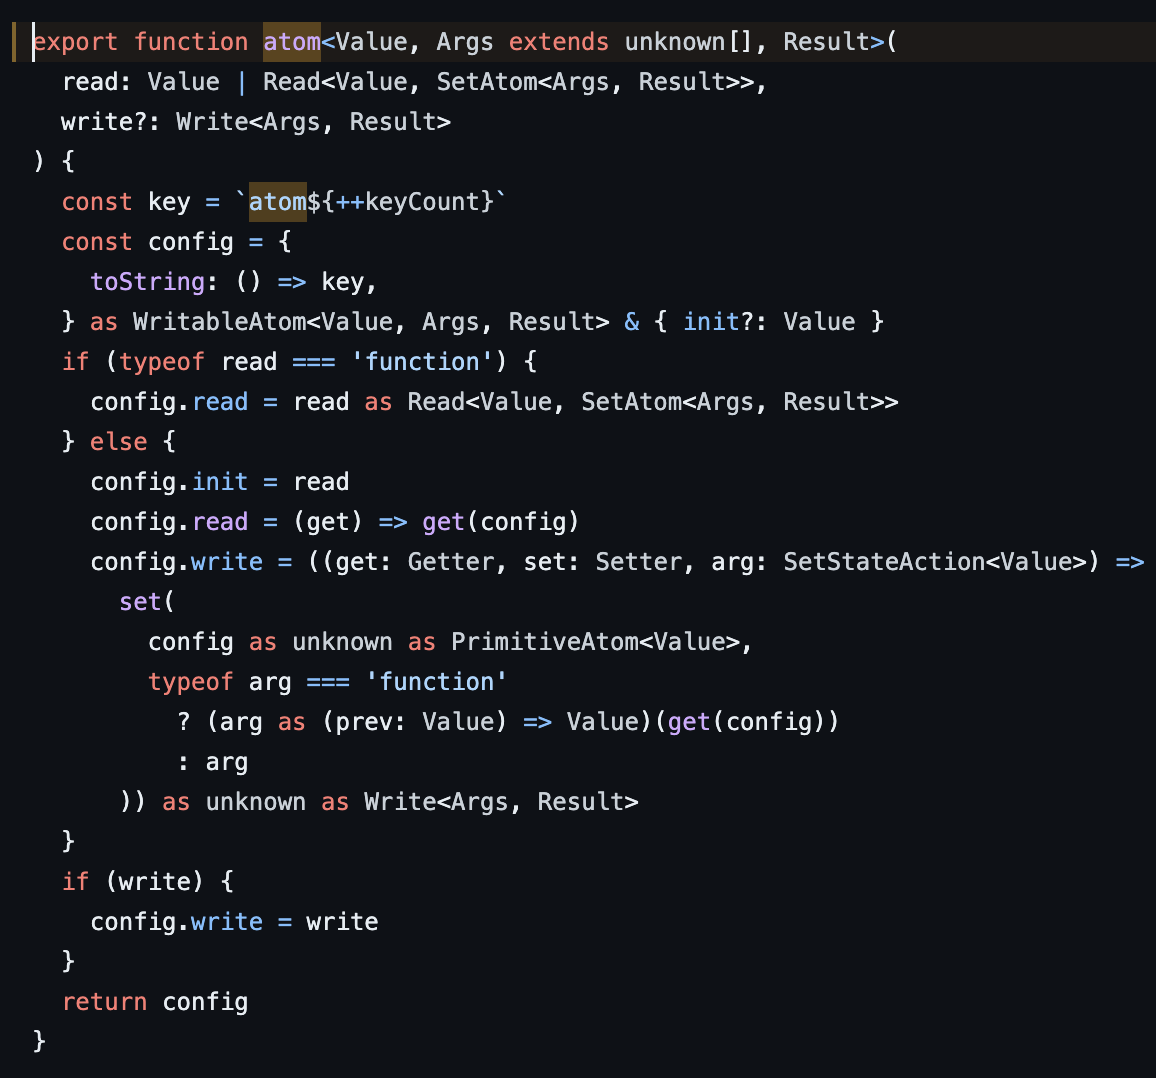 export function atom<Value, Args extends unknown[], Result>(
  read: Value | Read<Value, SetAtom<Args, Result>>,
  write?: Write<Args, Result>
) {
  const key = `atom${++keyCount}`
  const config = {
    toString: () => key,
  } as WritableAtom<Value, Args, Result> & { init?: Value }
  if (typeof read === 'function') {
    config.read = read as Read<Value, SetAtom<Args, Result>>
  } else {
    config.init = read
    config.read = (get) => get(config)
    config.write = ((get: Getter, set: Setter, arg: SetStateAction<Value>) =>
      set(
        config as unknown as PrimitiveAtom<Value>,
        typeof arg === 'function'
          ? (arg as (prev: Value) => Value)(get(config))
          : arg
      )) as unknown as Write<Args, Result>
  }
  if (write) {
    config.write = write
  }
  return config
}